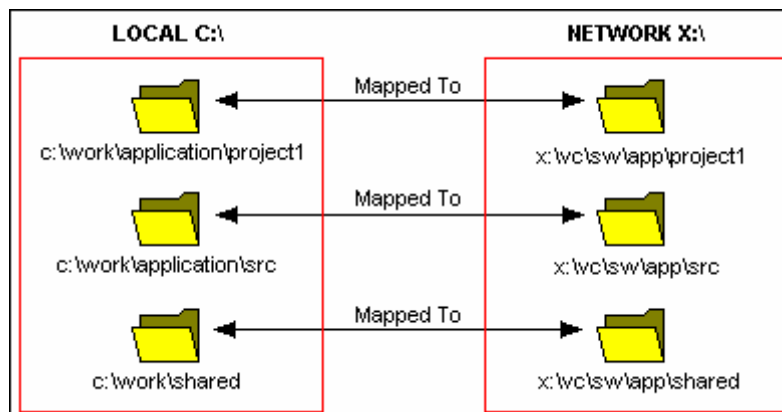 LOCAL C:\ NETWORK X:\
Mapped To
c:\work\application\project1 x:\vc\sw\app\project1
Mapped To
c:\work\application\src x:\vc\sw\app\src
Mapped To
c:\work\shared x:\vc\sw\app\shared